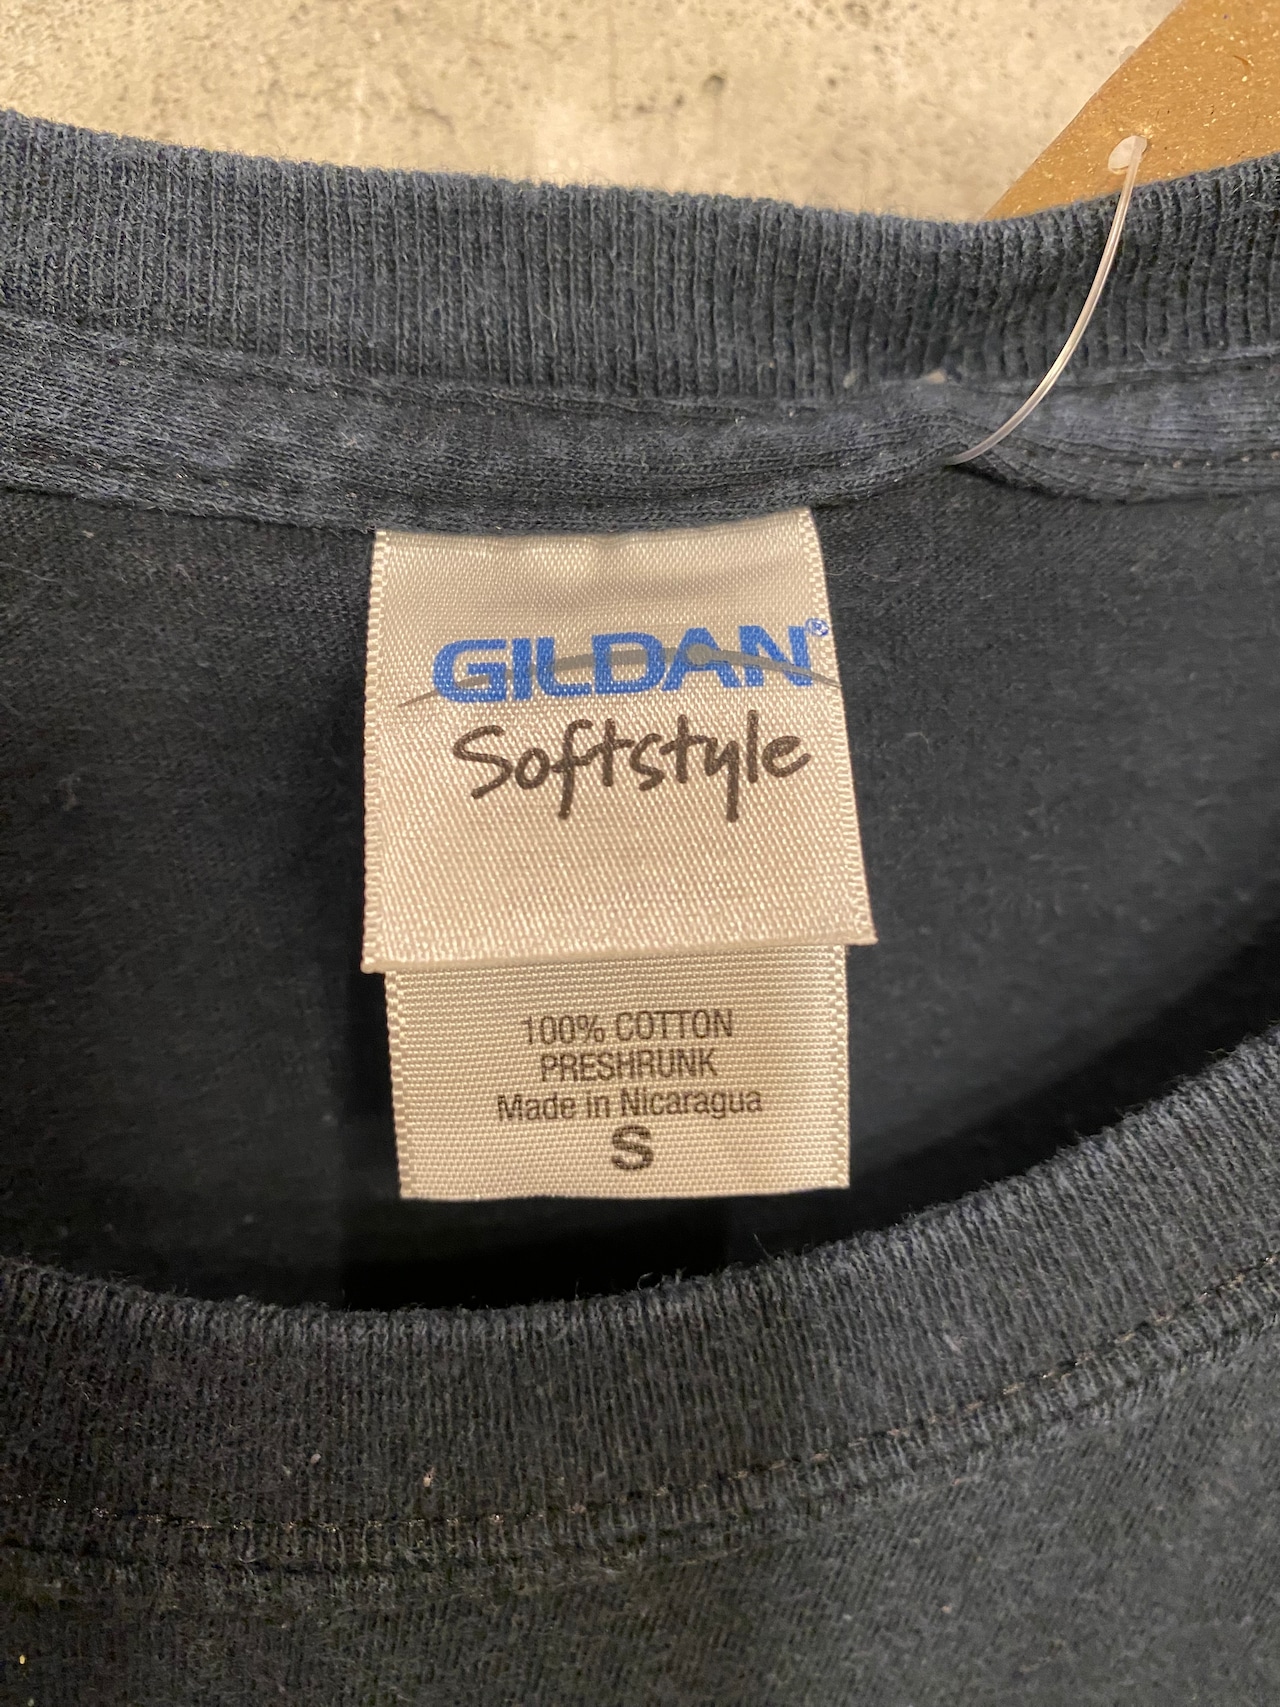 GILDAN®
Softstyle
100% COTTON
PRESHRUNK
Made in Nicaragua
S